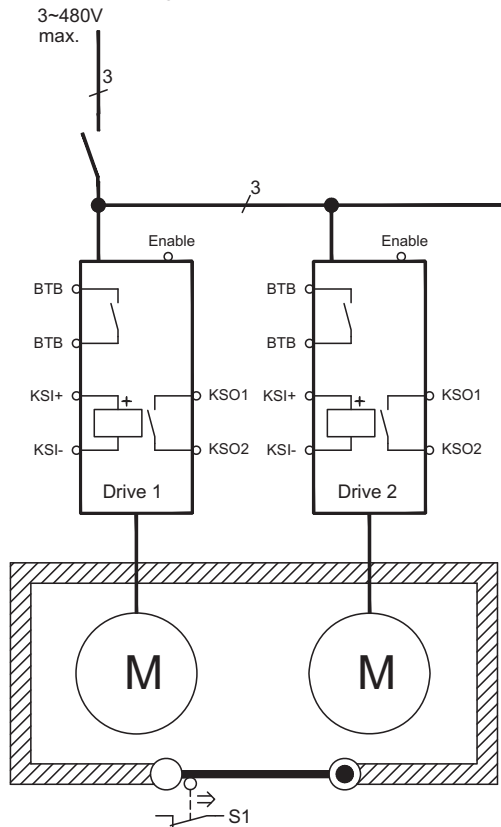 3~480V
max.
3
3
Enable
Enable
BTB
BTB
BTB
BTB
KSI+
+
KSO1
KSI+
+
KSO1
KSI-
KSO2
KSI-
KSO2
Drive 1
Drive 2
M
M
S1